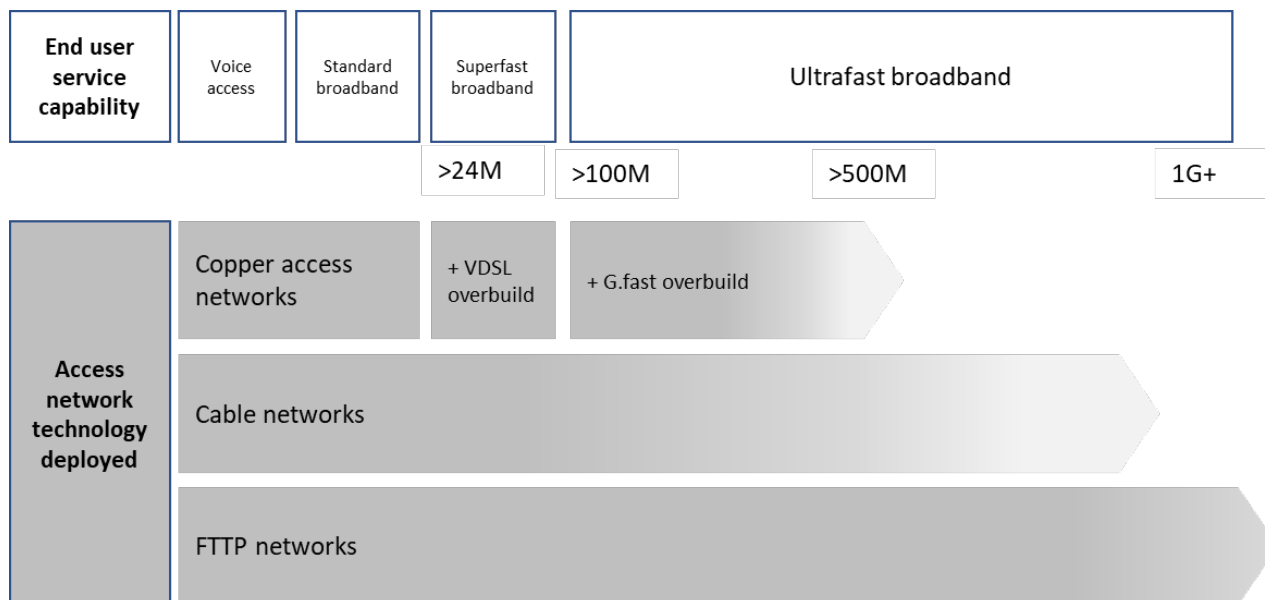 End user
service
capability
Voice
access
Standard
broadband
Superfast
broadband
Ultrafast broadband
>24M
>100M
>500M
1G+
Access
network
technology
deployed
Copper access
networks
+ VDSL
overbuild
+ G.fast overbuild
Cable networks
FTTP networks